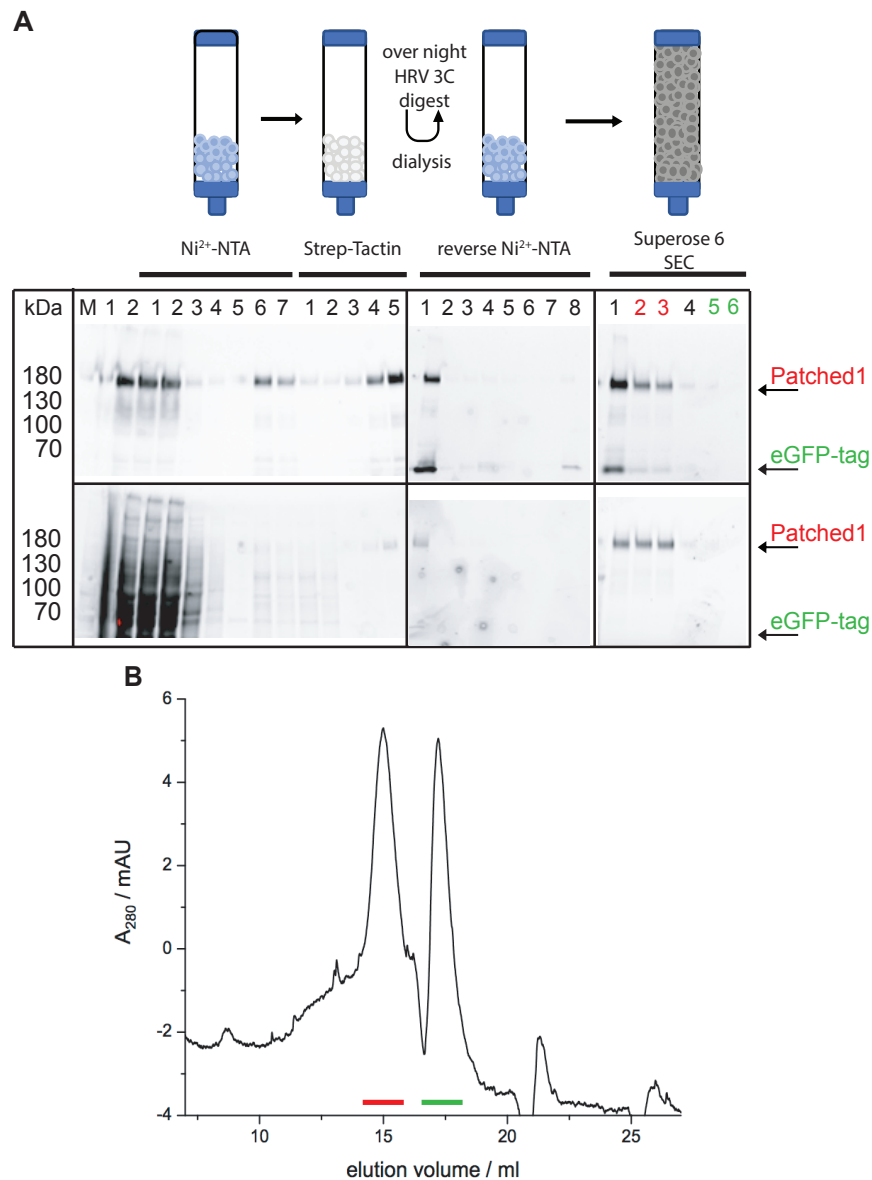 A
over night
HRV 3C
digest
dialysis
Ni²⁺-NTA
Strep-Tactin
reverse Ni²⁺-NTA
Superose 6
SEC
kDa M 1 2 1 2 3 4 5 6 7 1 2 3 4 5 1 2 3 4 5 6 7 8 1 2 3 4 5 6
180
130
100
70
Patched1
eGFP-tag
180
130
100
70
Patched1
eGFP-tag
B
6
4
2
0
-2
-4
A₂₈₀ / mAU
10 15 20 25
elution volume / ml